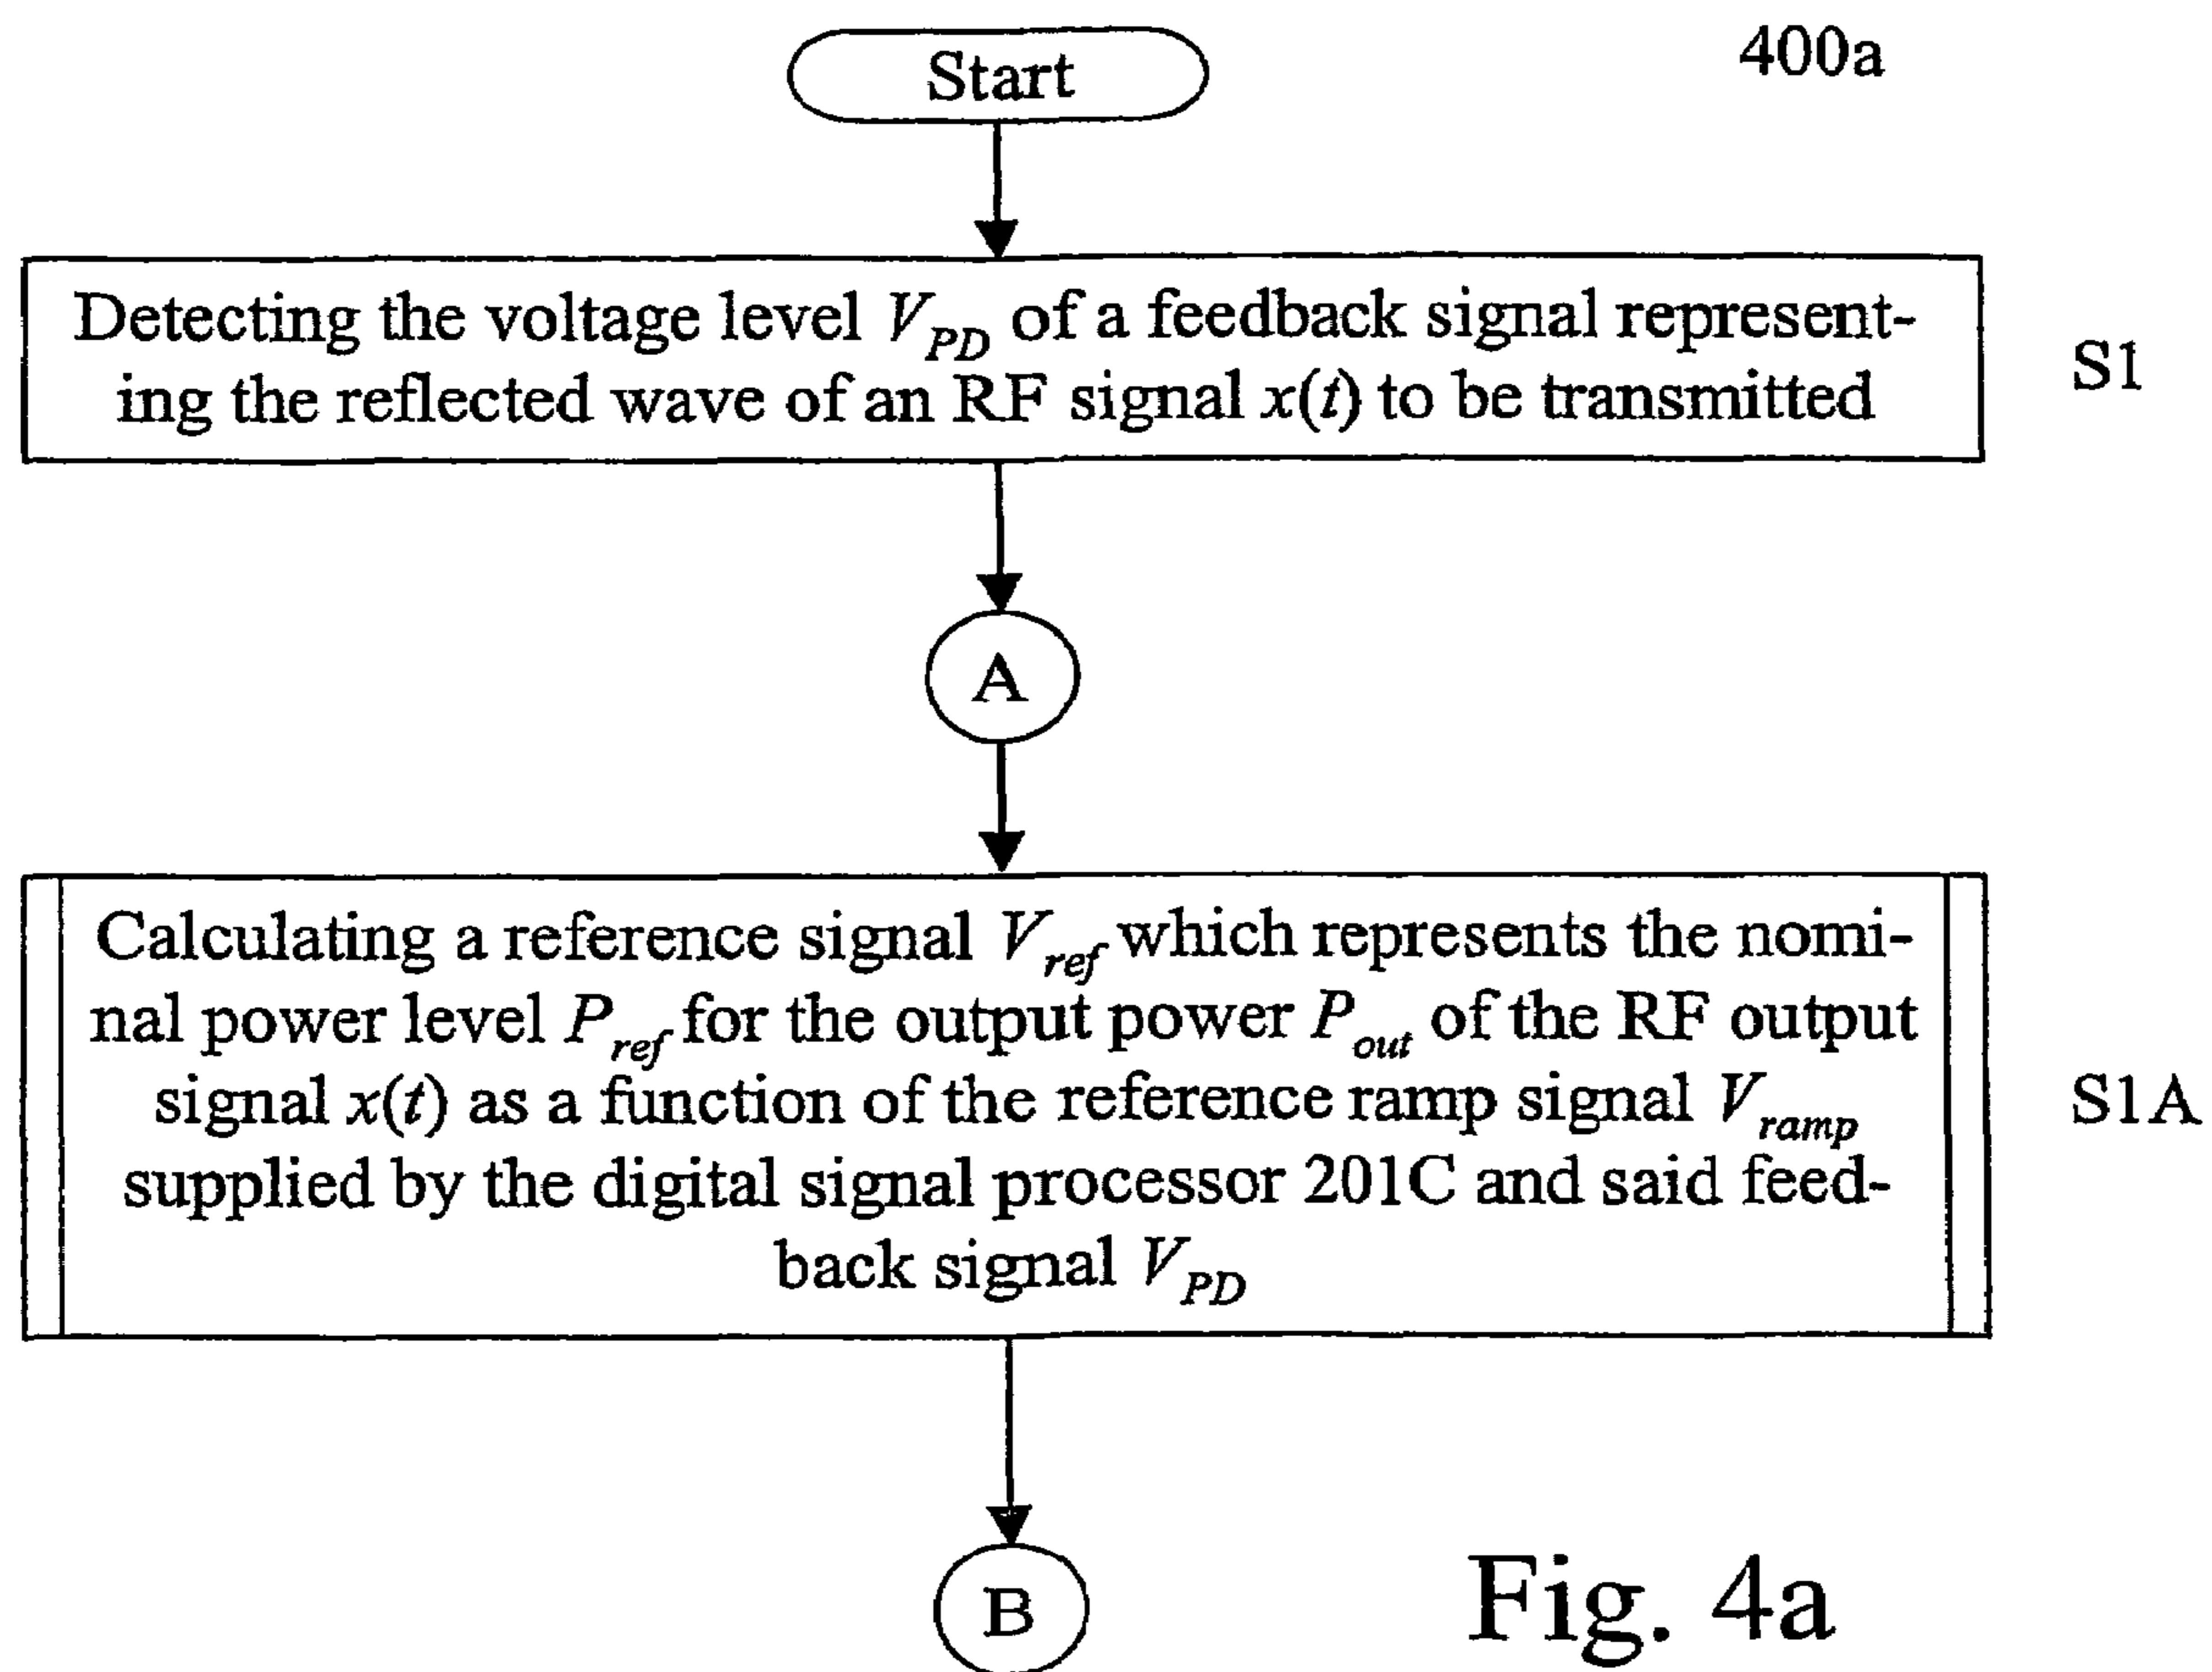 400a
Start
Detecting the voltage level V_PD of a feedback signal represent-
ing the reflected wave of an RF signal x(t) to be transmitted
S1
A
Calculating a reference signal V_ref which represents the nomi-
nal power level P_ref for the output power P_out of the RF output
signal x(t) as a function of the reference ramp signal V_ramp
supplied by the digital signal processor 201C and said feed-
back signal V_PD
S1A
B
Fig. 4a